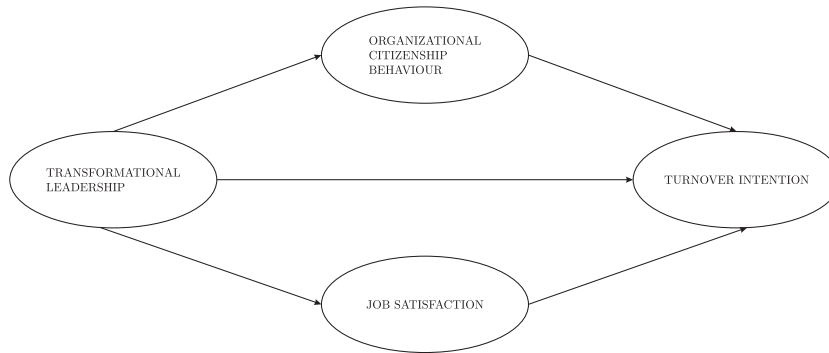 ORGANIZATIONAL
CITIZENSHIP
BEHAVIOUR
TRANSFORMATIONAL
LEADERSHIP
TURNOVER INTENTION
JOB SATISFACTION